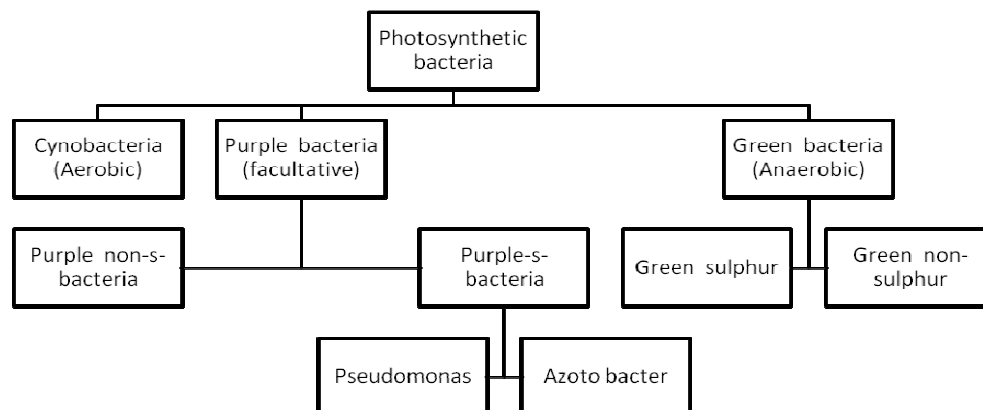 Photosynthetic
bacteria
Cynobacteria
(Aerobic)
Purple bacteria
(facultative)
Green bacteria
(Anaerobic)
Purple non-s-
bacteria
Purple-s-
bacteria
Green sulphur
Green non-
sulphur
Pseudomonas
Azoto bacter